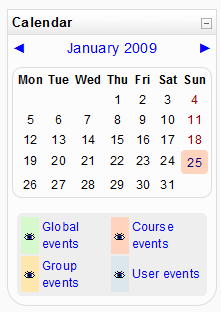 Calendar
◄ January 2009 ►
Mon Tue Wed Thu Fri Sat Sun
1 2 3 4
5 6 7 8 9 10 11
12 13 14 15 16 17 18
19 20 21 22 23 24 25
26 27 28 29 30 31
Global events
Course events
Group events
User events